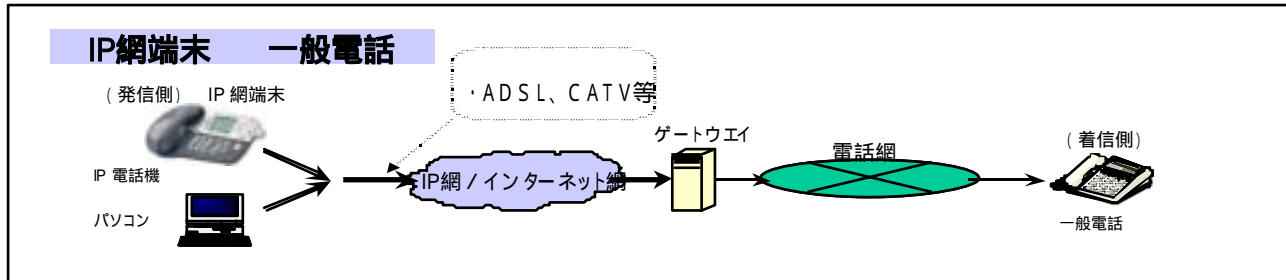 IP網端末　　一般電話
・ADSL、CATV等
(発信側)　IP 網端末
ゲートウエイ
(着信側)
電話網
IP網 / インターネット網
IP 電話機
パソコン
一般電話